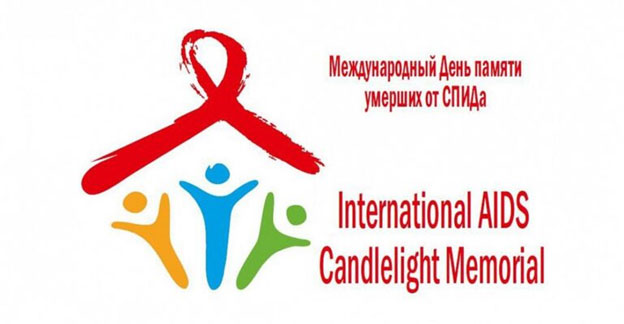 Международный День памяти
умерших от СПИДа
International AIDS
Candlelight Memorial